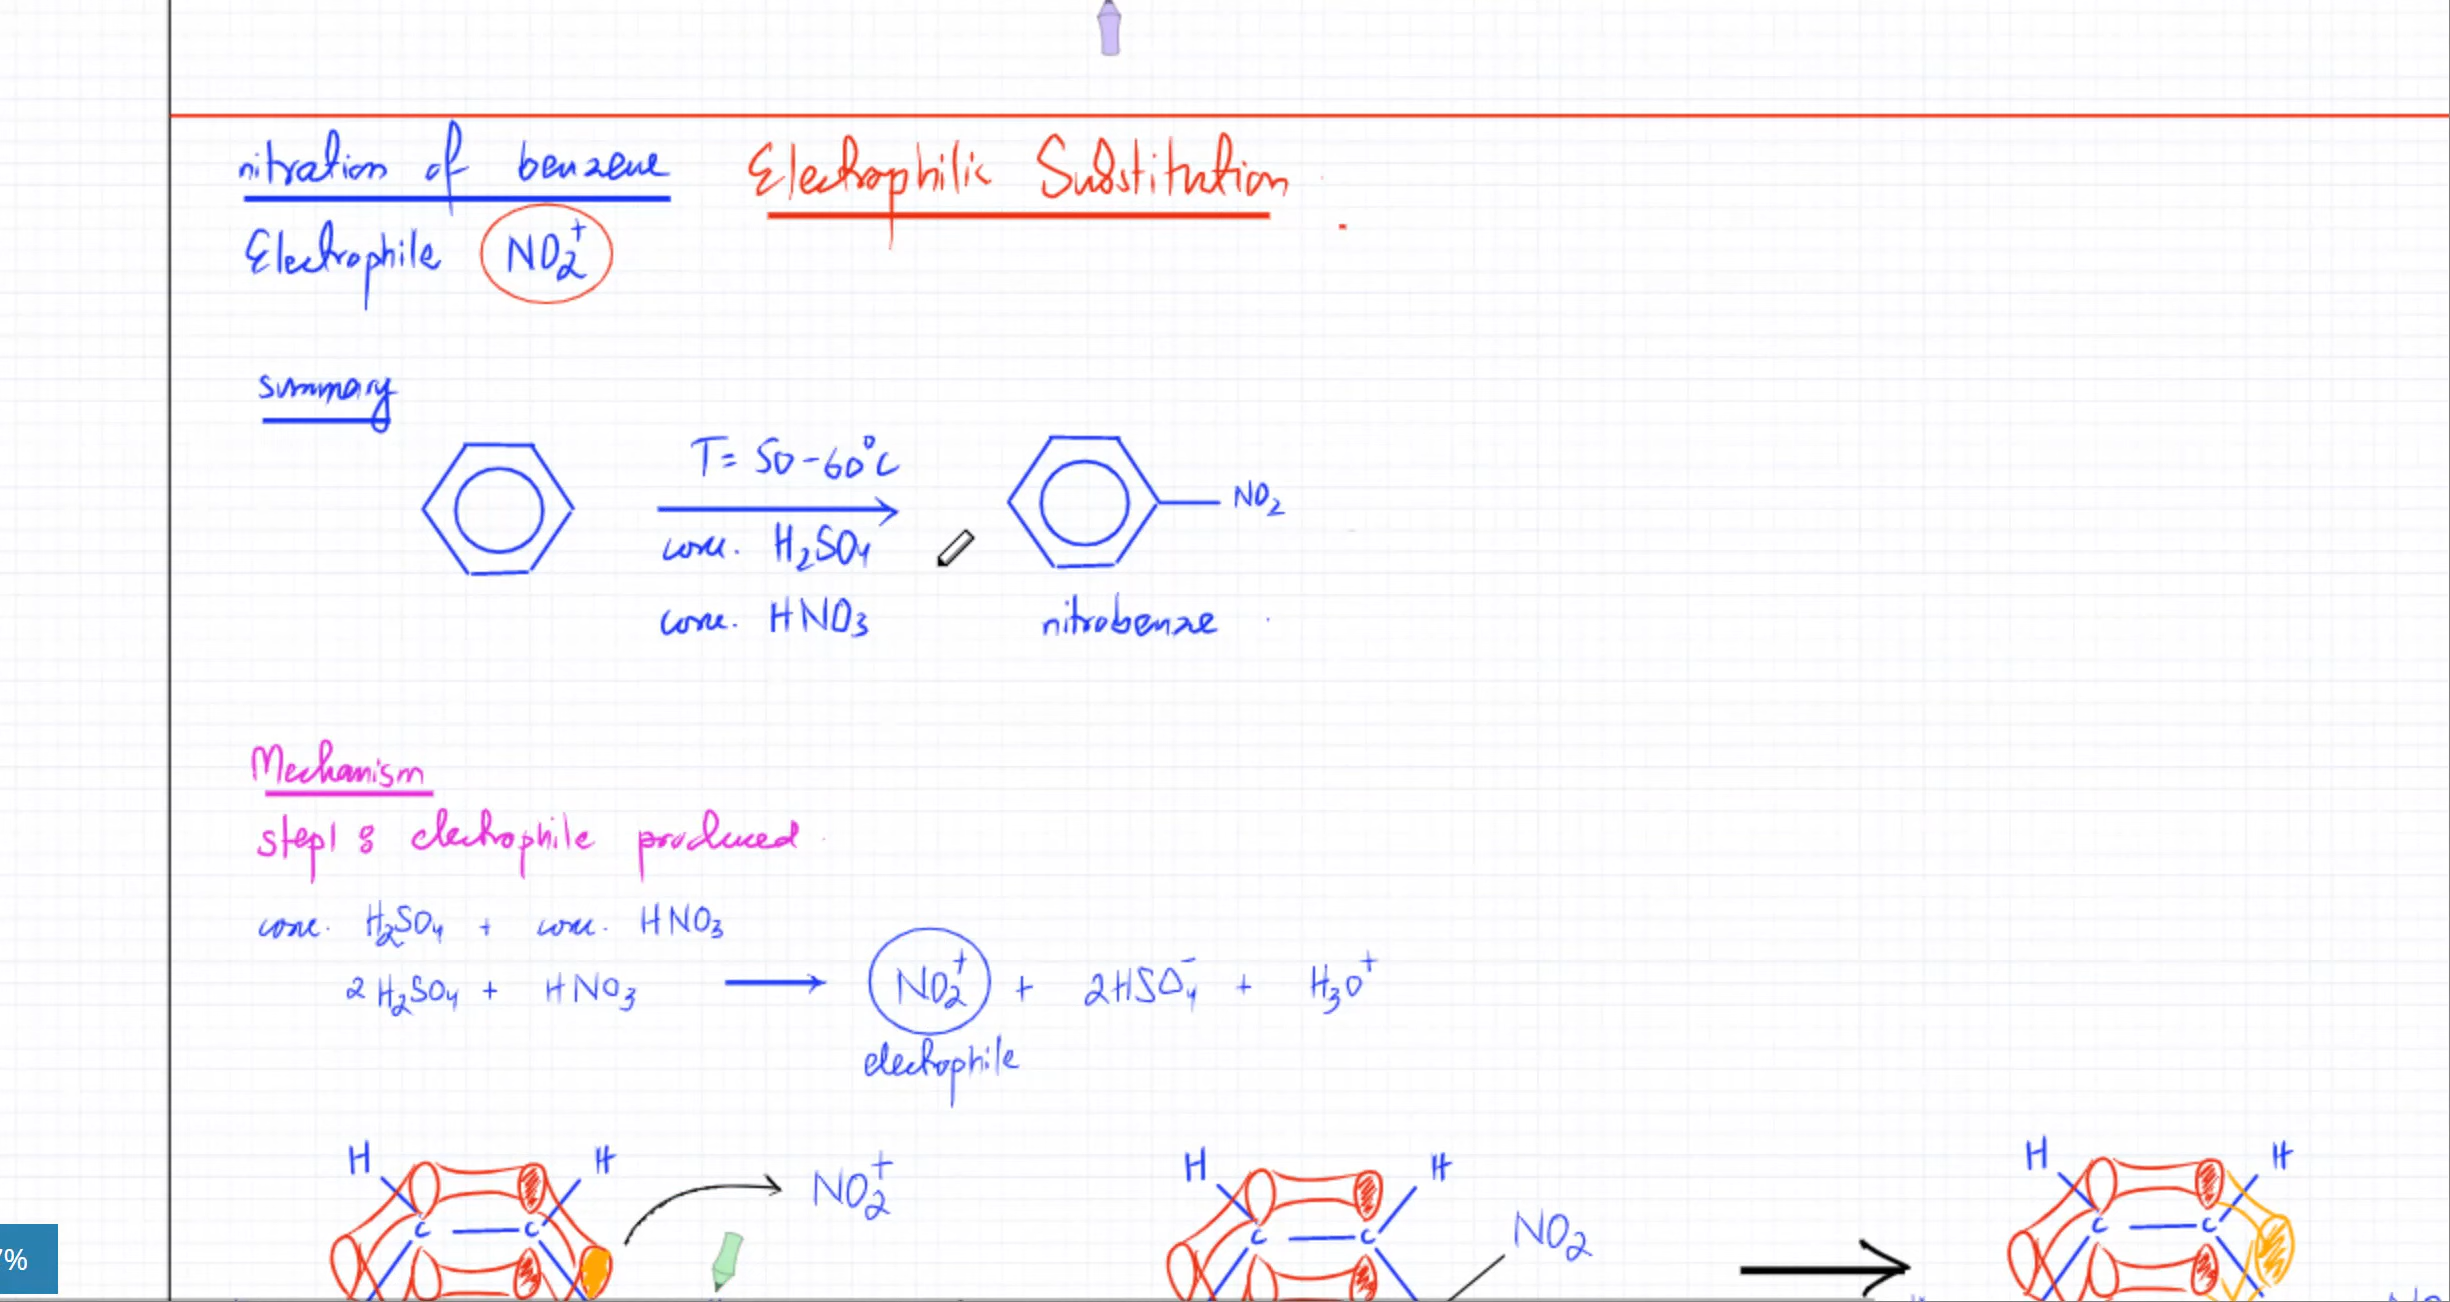 nitration of benzene Electrophilic Substitution
Electrophile NO₂⁺
summary
T= 50-60°C
conc. H₂SO₄
conc. HNO₃
NO₂
nitrobenzene
Mechanism
step1 : electrophile produced
conc. H₂SO₄ + conc. HNO₃
2 H₂SO₄ + HNO₃ → NO₂⁺ + 2HSO₄⁻ + H₃O⁺
electrophile
H H NO₂⁺ H H NO₂ H H
C C C C C C
7%